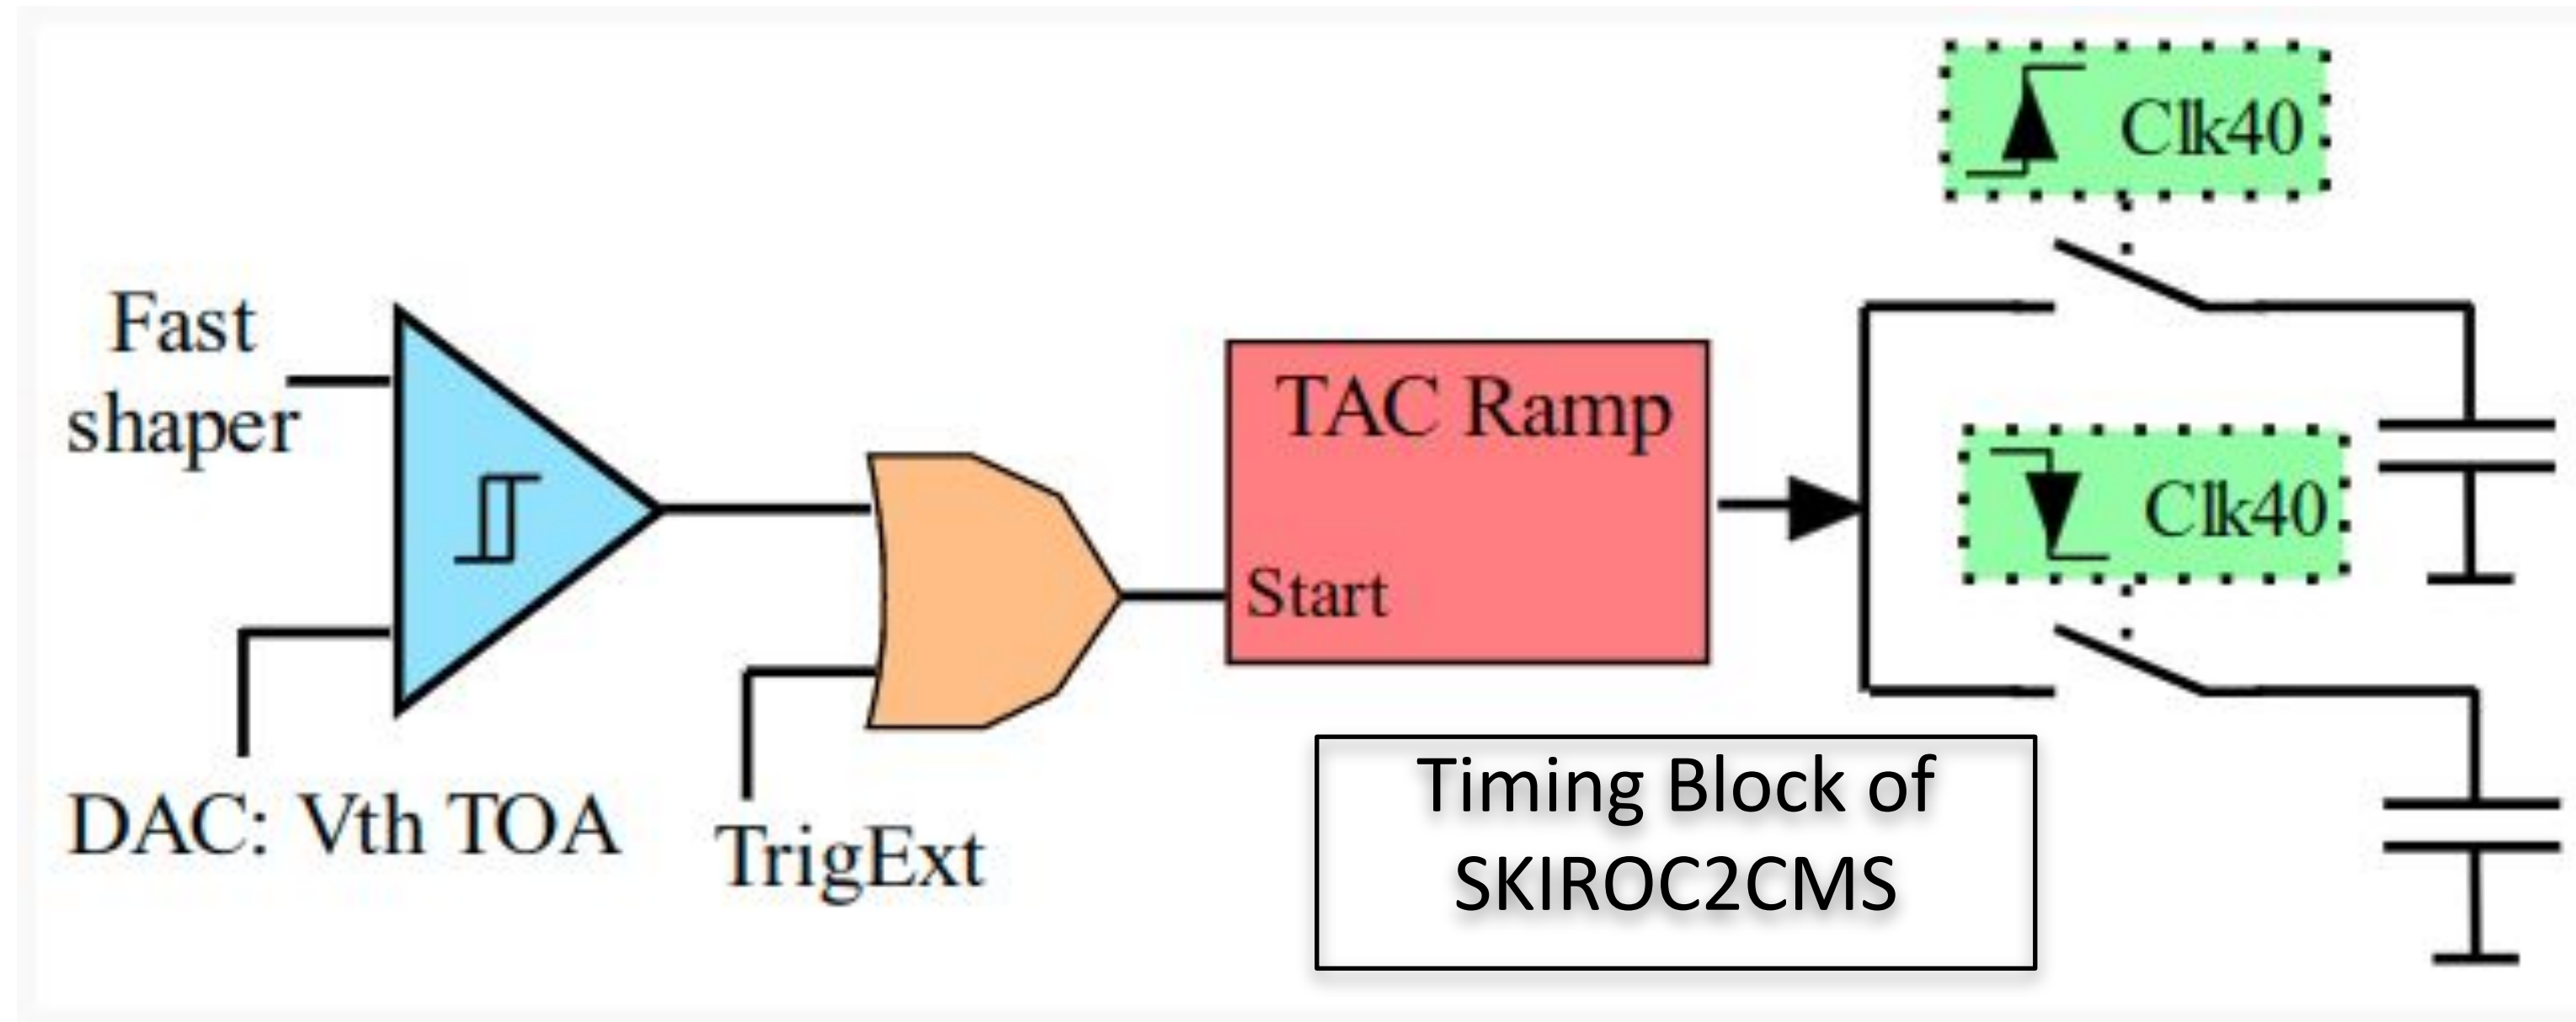 Clk40
Fast
shaper
TAC Ramp
Clk40
Start
DAC: Vth TOA
TrigExt
Timing Block of
SKIROC2CMS